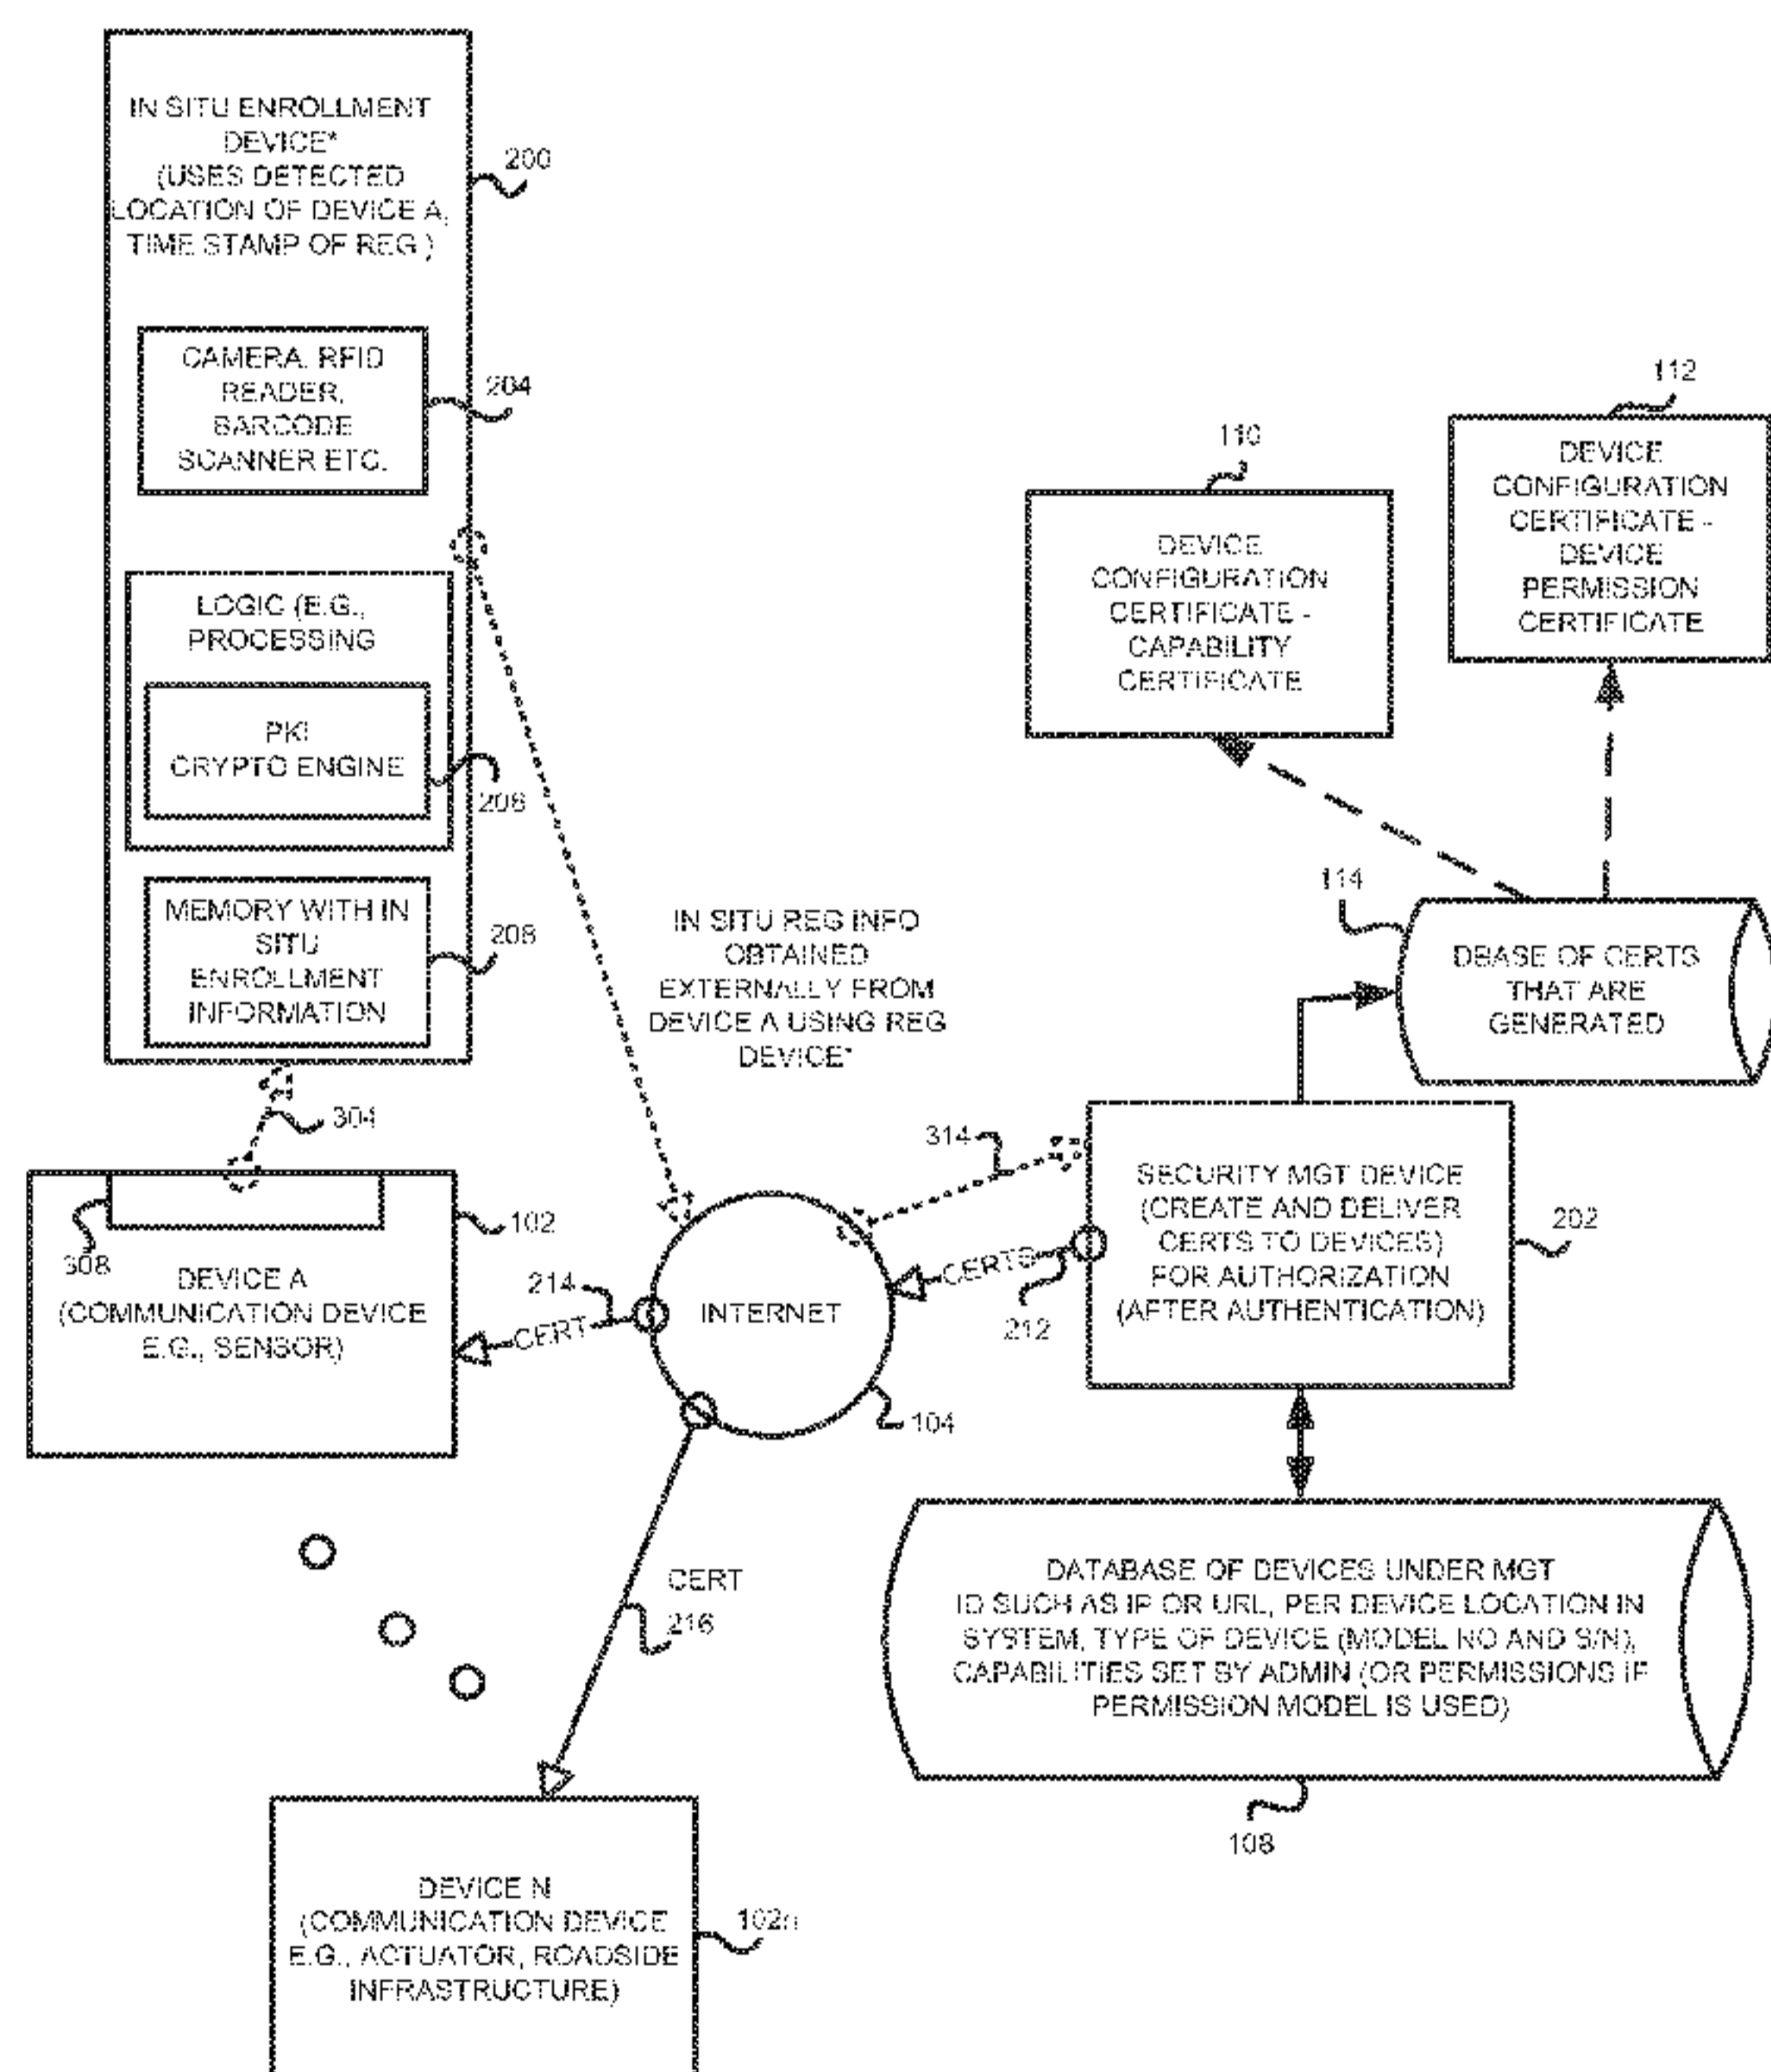 IN SITU ENROLLMENT
DEVICE*
(USES DETECTED
LOCATION OF DEVICE A,
TIME STAMP OF REG.)
200
CAMERA, RFID
READER,
BARCODE
SCANNER ETC.
204
LOGIC (E.G.,
PROCESSING
PKI
CRYPTO ENGINE
206
MEMORY WITH IN
SITU
ENROLLMENT
INFORMATION
208
304
308
102
DEVICE A
(COMMUNICATION DEVICE
E.G., SENSOR)
IN SITU REG INFO
OBTAINED
EXTERNALLY FROM
DEVICE A USING REG
DEVICE*
110
DEVICE
CONFIGURATION
CERTIFICATE -
CAPABILITY
CERTIFICATE
112
DEVICE
CONFIGURATION
CERTIFICATE -
DEVICE
PERMISSION
CERTIFICATE
114
DBASE OF CERTS
THAT ARE
GENERATED
314
SECURITY MGT DEVICE
(CREATE AND DELIVER
CERTS TO DEVICES)
FOR AUTHORIZATION
(AFTER AUTHENTICATION)
202
CERTS
212
214
CERT
INTERNET
104
CERT
216
DATABASE OF DEVICES UNDER MGT
ID SUCH AS IP OR URL, PER DEVICE LOCATION IN
SYSTEM, TYPE OF DEVICE (MODEL NO AND S/N),
CAPABILITIES SET BY ADMIN (OR PERMISSIONS IF
PERMISSION MODEL IS USED)
108
DEVICE N
(COMMUNICATION DEVICE
E.G., ACTUATOR, ROADSIDE
INFRASTRUCTURE)
102n